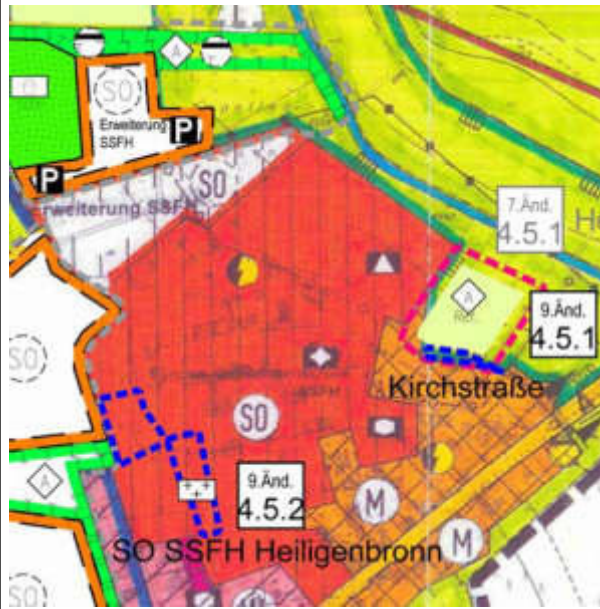 A
SO
Erweiterung
SSFH
P
P
SO
Erweiterung SSFH
7.Änd.
4.5.1
A
9.Änd.
4.5.1
SO
Kirchstraße
SO
9.Änd.
4.5.2
A
M
SO SSFH Heiligenbronn
M
SO